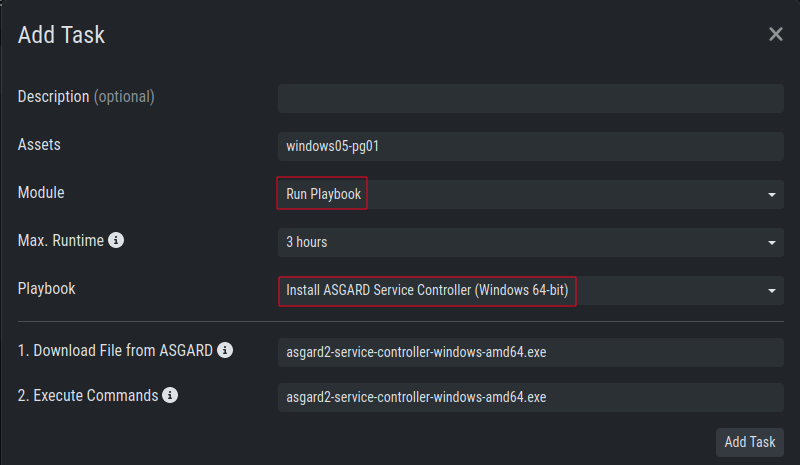 Add Task
Description (optional)
Assets windows05-pg01
Module Run Playbook
Max. Runtime 3 hours
Playbook Install ASGARD Service Controller (Windows 64-bit)
1. Download File from ASGARD asgard2-service-controller-windows-amd64.exe
2. Execute Commands asgard2-service-controller-windows-amd64.exe
Add Task